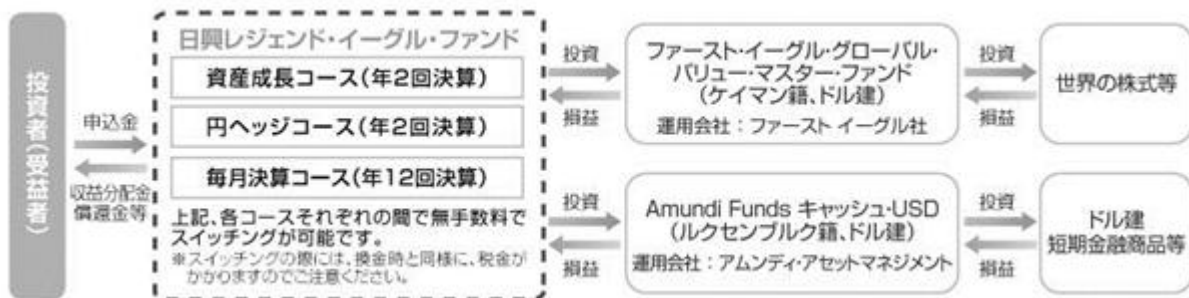 投資者(受益者)
申込金
収益分配金
償還金等
日興レジェンド・イーグル・ファンド
資産成長コース(年2回決算)
円ヘッジコース(年2回決算)
毎月決算コース(年12回決算)
上記、各コースそれぞれの間で無手数料で
スイッチングが可能です。
※スイッチングの際には、換金時と同様に、税金が
かかりますのでご注意ください。
投資
損益
ファースト・イーグル・グローバル・
バリュー・マスター・ファンド
(ケイマン籍、ドル建)
運用会社:ファースト イーグル社
投資
損益
世界の株式等
投資
損益
Amundi Funds キャッシュ・USD
(ルクセンブルク籍、ドル建)
運用会社:アムンディ・アセットマネジメント
投資
損益
ドル建
短期金融商品等